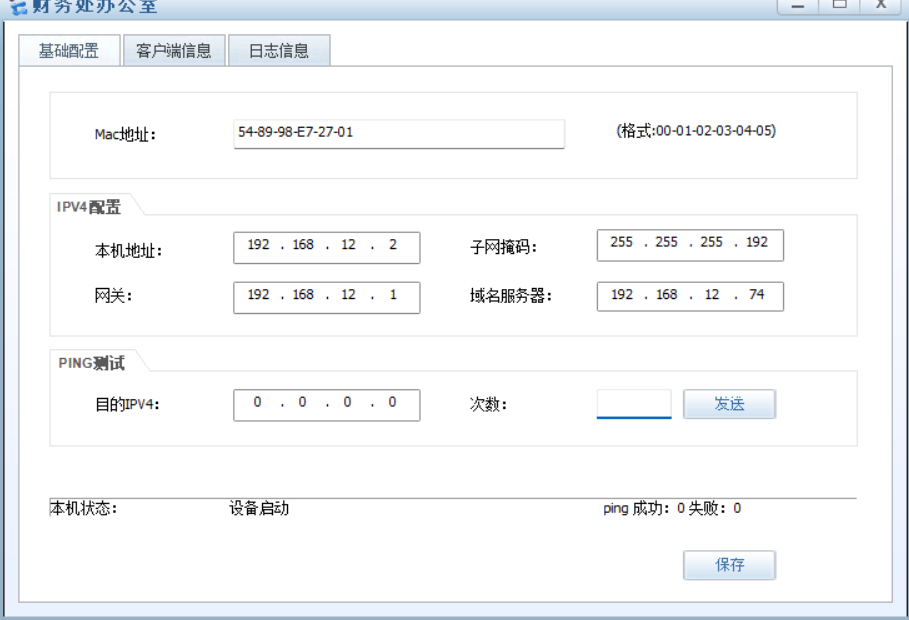 财务处办公室
基础配置 客户端信息 日志信息
Mac地址: 54-89-98-E7-27-01 (格式:00-01-02-03-04-05)
IPV4配置
本机地址: 192 . 168 . 12 . 2 子网掩码: 255 . 255 . 255 . 192
网关: 192 . 168 . 12 . 1 域名服务器: 192 . 168 . 12 . 74
PING测试
目的IPV4: 0 . 0 . 0 . 0 次数: 发送
本机状态: 设备启动 ping 成功: 0 失败: 0
保存